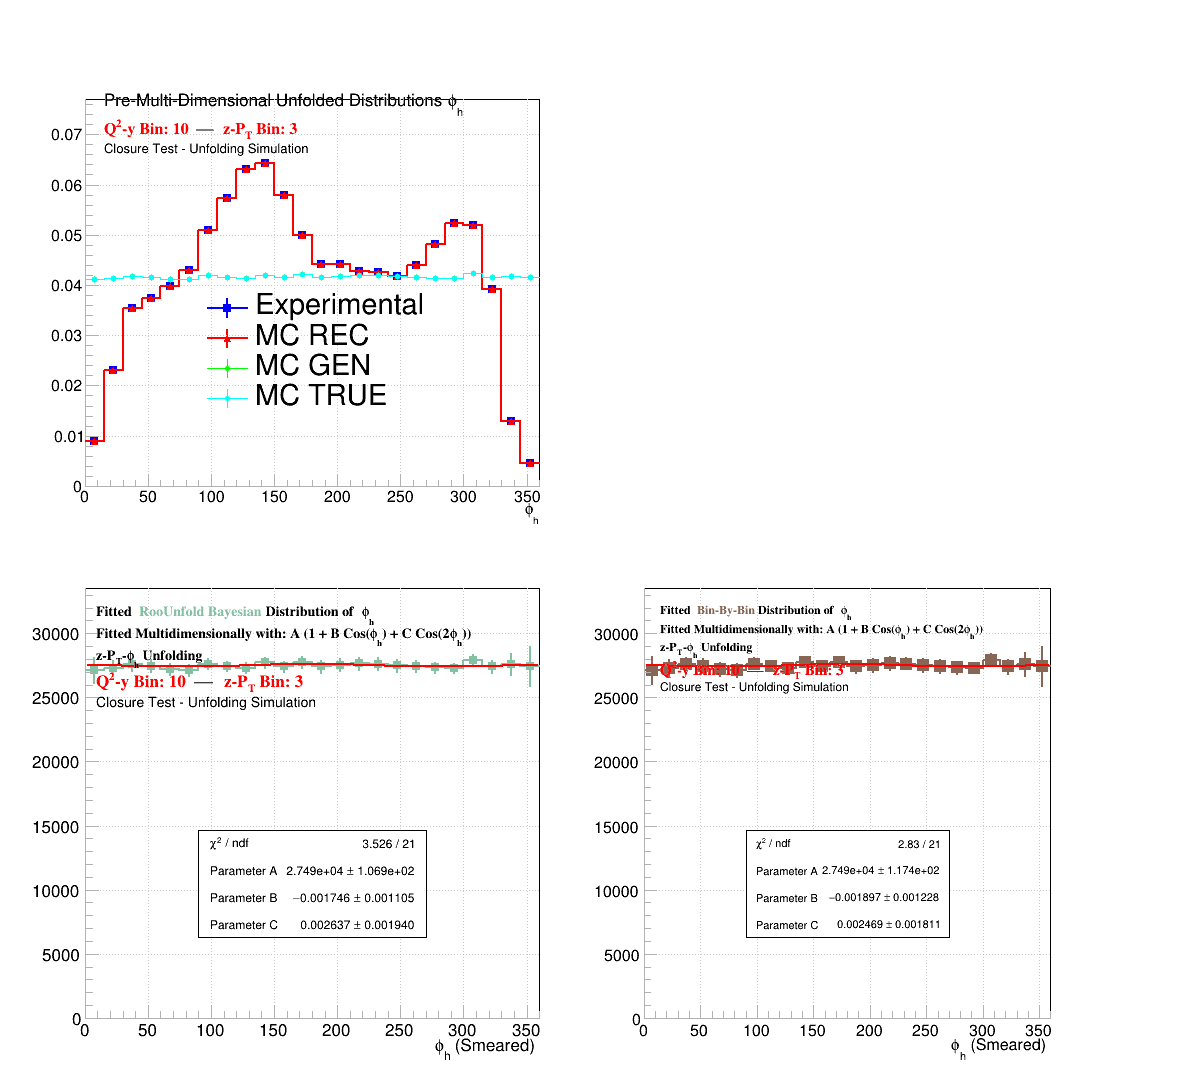 Pre-Multi-Dimensional Unfolded Distributions ϕh
Q2-y Bin: 10 — z-PT Bin: 3
Closure Test - Unfolding Simulation
0.07
0.06
0.05
0.04
0.03
0.02
0.01
0
Experimental
MC REC
MC GEN
MC TRUE
0 50 100 150 200 250 300 350
ϕh
Fitted RooUnfold Bayesian Distribution of ϕh
Fitted Multidimensionally with: A (1 + B Cos(ϕh) + C Cos(2ϕh))
z-PT-ϕh Unfolding
Q2-y Bin: 10 — z-PT Bin: 3
Closure Test - Unfolding Simulation
30000
25000
20000
15000
10000
5000
0
χ2 / ndf 3.526 / 21
Parameter A 2.749e+04 ± 1.069e+02
Parameter B −0.001746 ± 0.001105
Parameter C 0.002637 ± 0.001940
0 50 100 150 200 250 300 350
ϕh (Smeared)
Fitted Bin-By-Bin Distribution of ϕh
Fitted Multidimensionally with: A (1 + B Cos(ϕh) + C Cos(2ϕh))
z-PT-ϕh Unfolding
Q2-y Bin: 10 — z-PT Bin: 3
Closure Test - Unfolding Simulation
30000
25000
20000
15000
10000
5000
0
χ2 / ndf 2.83 / 21
Parameter A 2.749e+04 ± 1.174e+02
Parameter B −0.001897 ± 0.001228
Parameter C 0.002469 ± 0.001811
0 50 100 150 200 250 300 350
ϕh (Smeared)